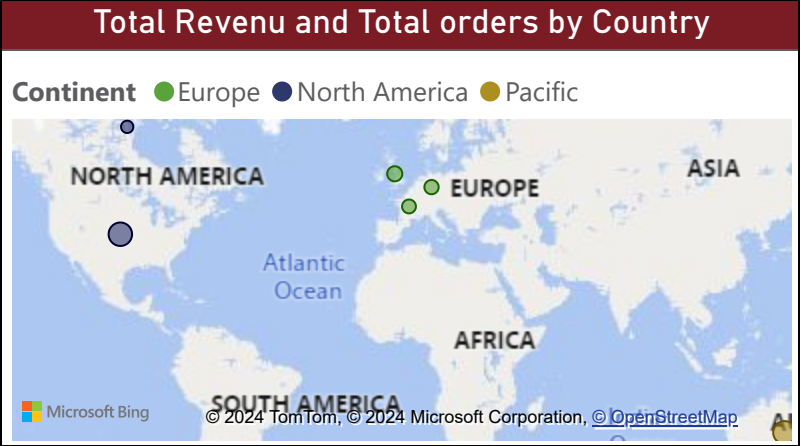 Total Revenu and Total orders by Country
Continent Europe North America Pacific
NORTH AMERICA
EUROPE
ASIA
Atlantic
Ocean
AFRICA
SOUTH AMERICA
Microsoft Bing
© 2024 TomTom, © 2024 Microsoft Corporation, © OpenStreetMap